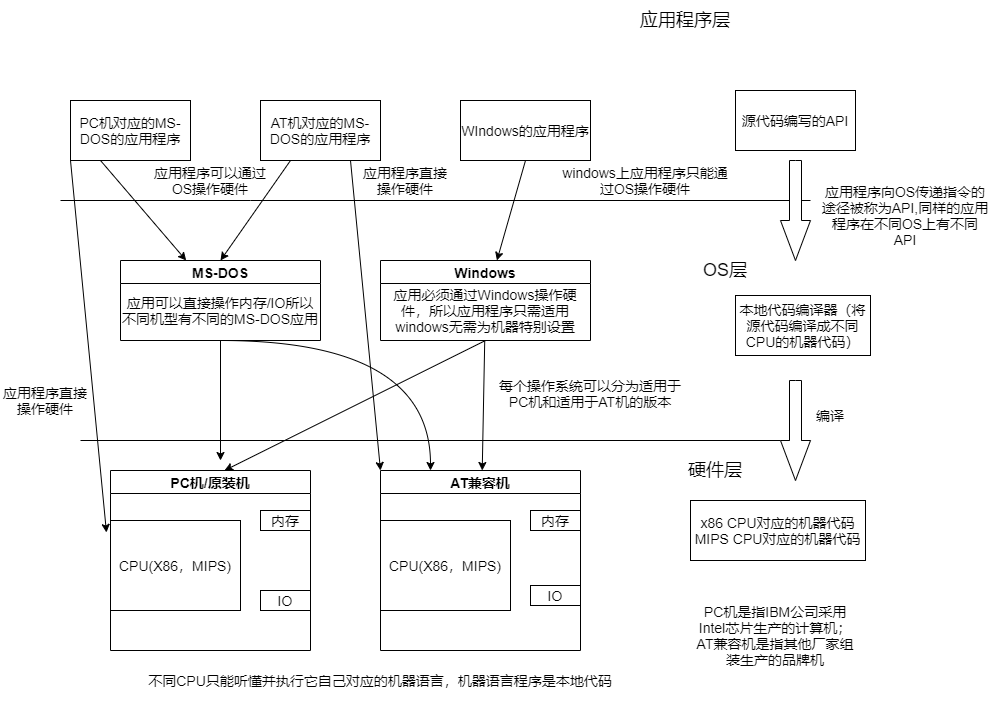 应用程序层
PC机对应的MS-
DOS的应用程序
AT机对应的MS-
DOS的应用程序
WIndows的应用程序
源代码编写的API
应用程序可以通过
OS操作硬件
应用程序直接
操作硬件
windows上应用程序只能通
过OS操作硬件
应用程序向OS传递指令的
途径被称为API,同样的应用
程序在不同OS上有不同
API
OS层
MS-DOS
应用可以直接操作内存/IO所以
不同机型有不同的MS-DOS应用
Windows
应用必须通过Windows操作硬
件，所以应用程序只需适用
windows无需为机器特别设置
本地代码编译器（将
源代码编译成不同
CPU的机器代码）
应用程序直接
操作硬件
每个操作系统可以分为适用于
PC机和适用于AT机的版本
编译
硬件层
PC机/原装机
内存
CPU(X86，MIPS)
IO
AT兼容机
内存
CPU(X86，MIPS)
IO
x86 CPU对应的机器代码
MIPS CPU对应的机器代码
PC机是指IBM公司采用
Intel芯片生产的计算机；
AT兼容机是指其他厂家组
装生产的品牌机
不同CPU只能听懂并执行它自己对应的机器语言，机器语言程序是本地代码